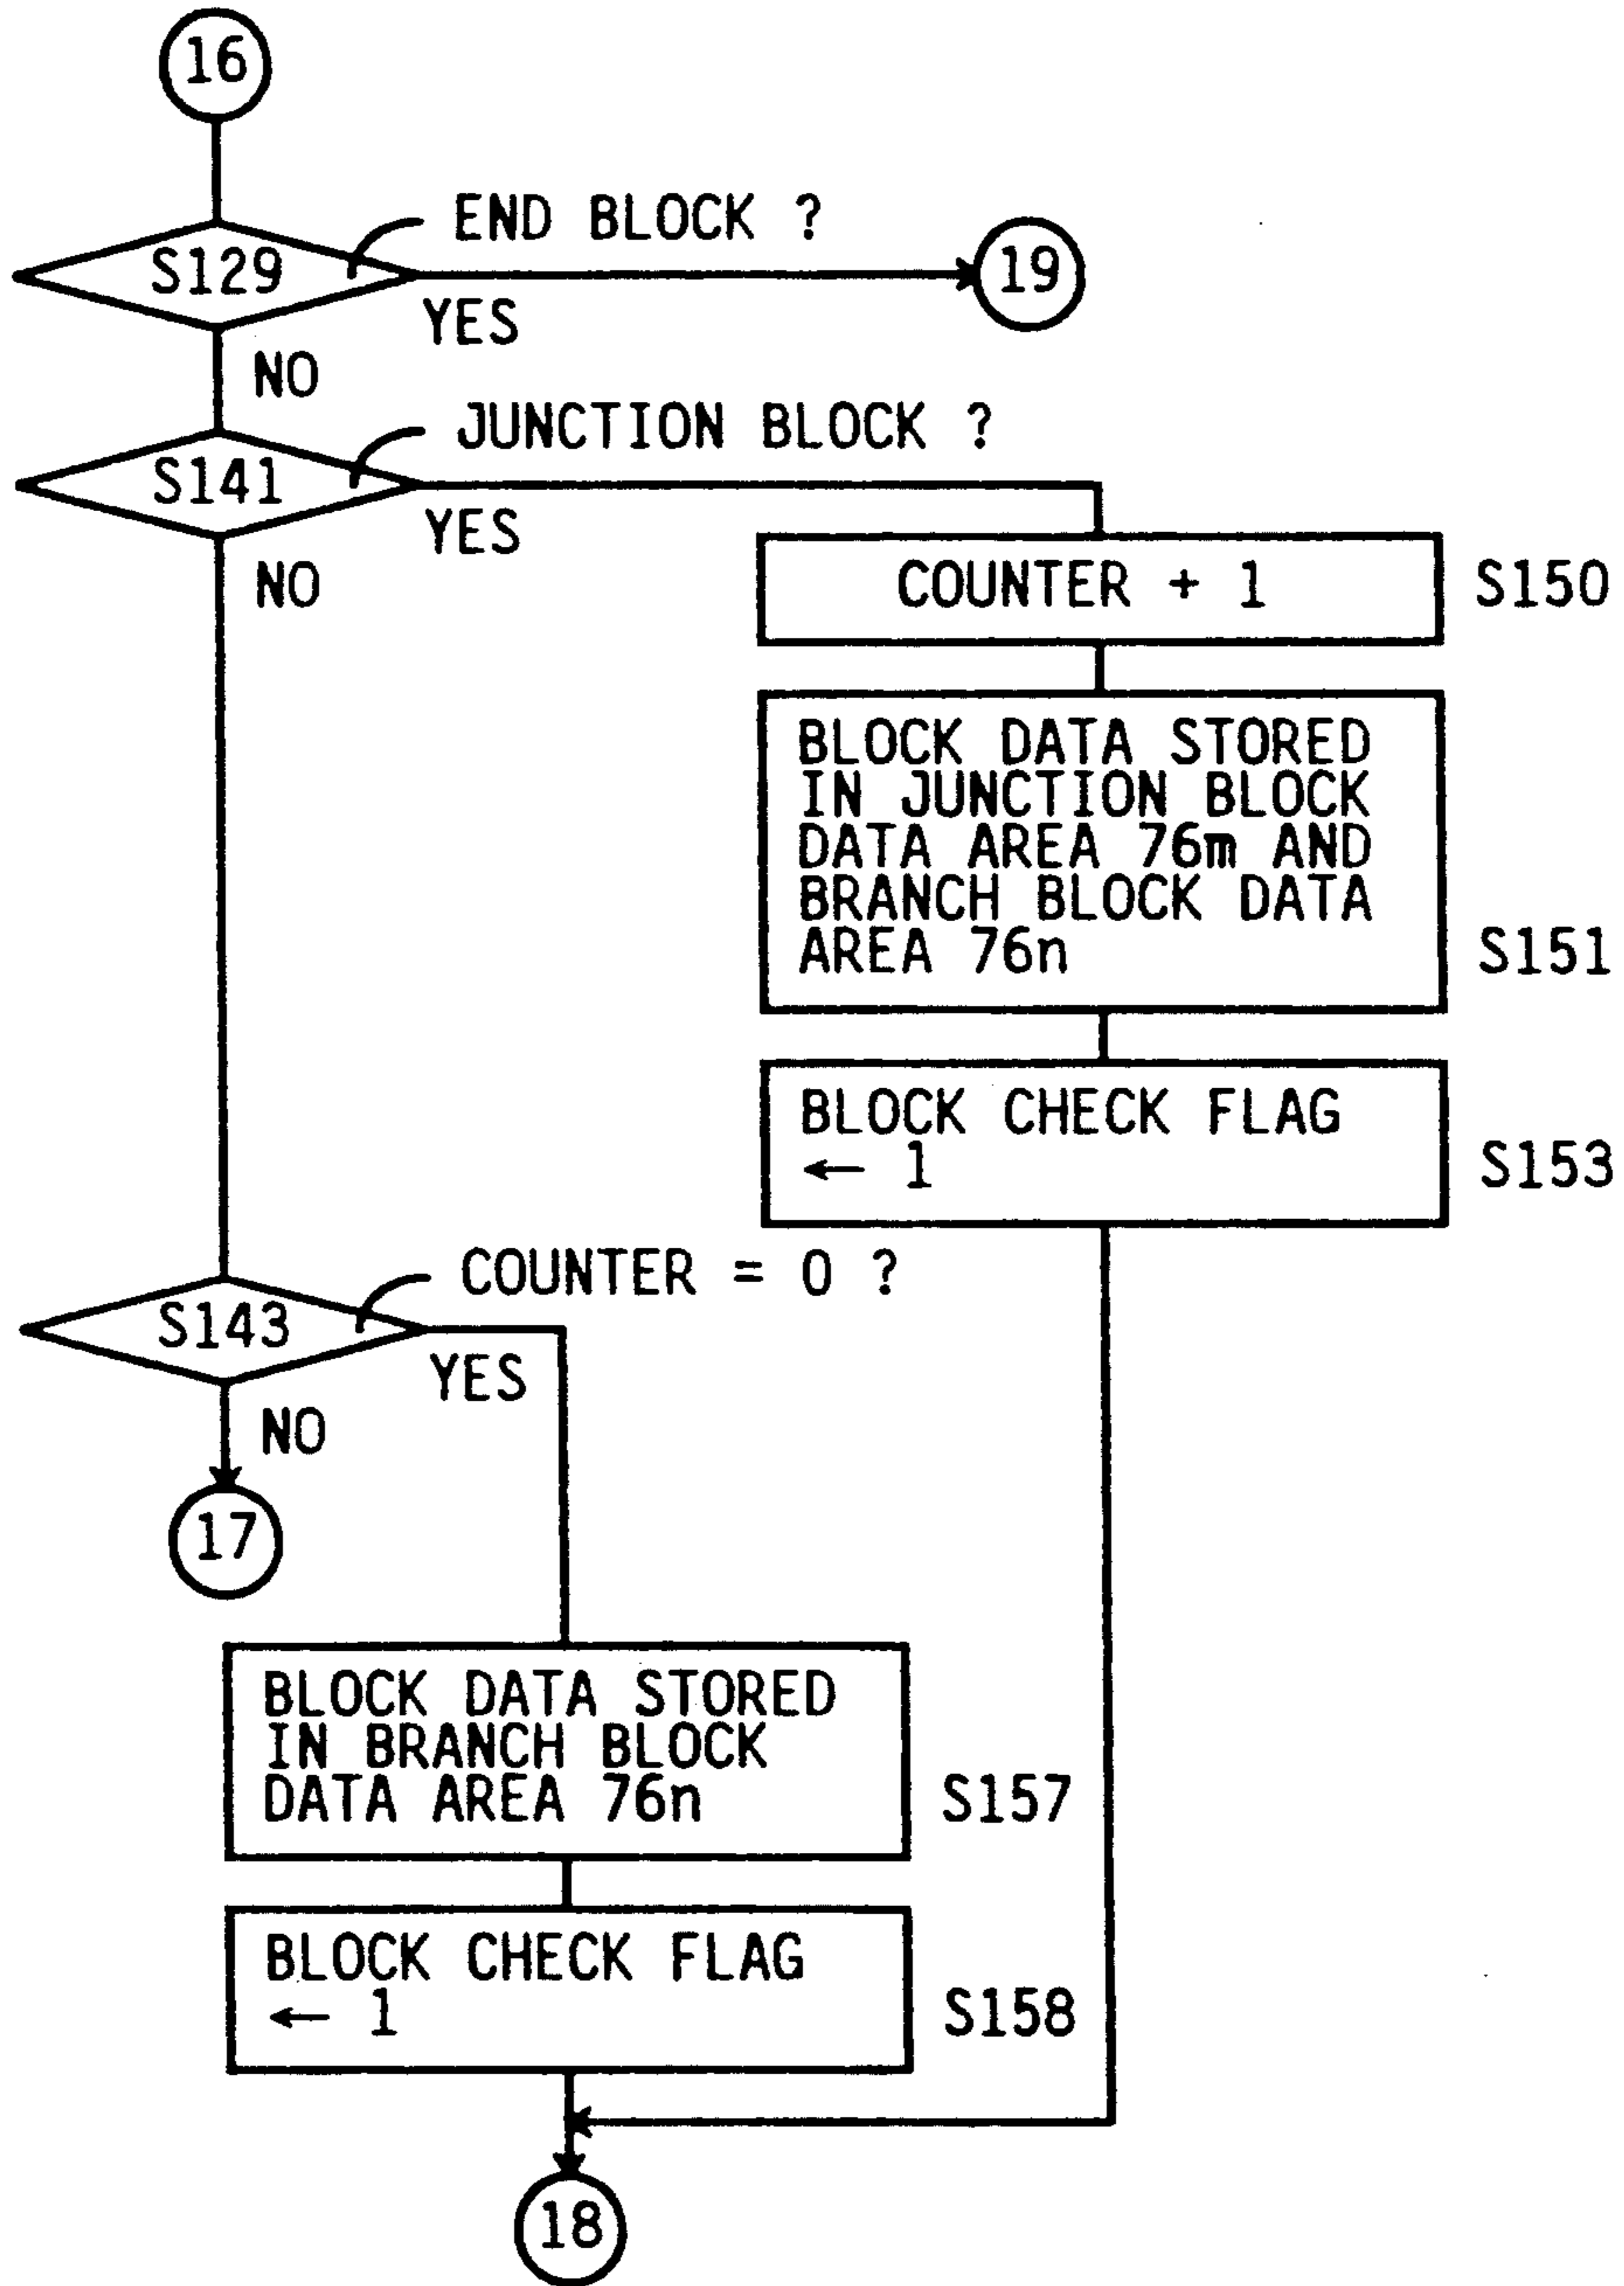 16
END BLOCK ?
S129
19
YES
NO
JUNCTION BLOCK ?
S141
YES
NO
COUNTER + 1
S150
BLOCK DATA STORED
IN JUNCTION BLOCK
DATA AREA 76m AND
BRANCH BLOCK DATA
AREA 76n
S151
BLOCK CHECK FLAG
← 1
S153
COUNTER = 0 ?
S143
YES
NO
17
BLOCK DATA STORED
IN BRANCH BLOCK
DATA AREA 76n
S157
BLOCK CHECK FLAG
← 1
S158
18